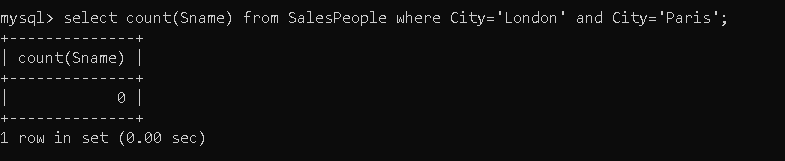 mysql> select count(Sname) from SalesPeople where City='London' and City='Paris';
+--------------+
| count(Sname) |
+--------------+
|            0 |
+--------------+
1 row in set (0.00 sec)